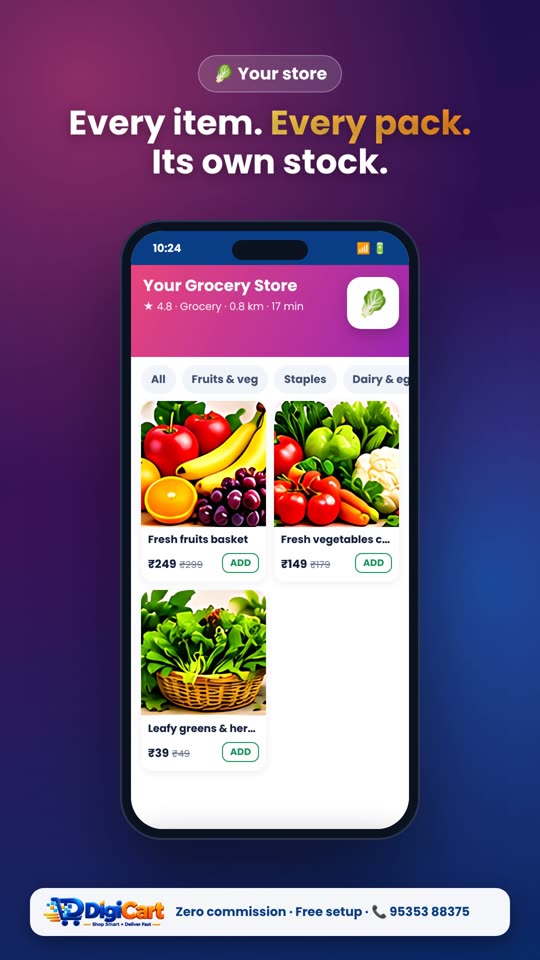 🥬 Your store
Every item. Every pack.
Its own stock.
10:24
Your Grocery Store
★ 4.8 · Grocery · 0.8 km · 17 min
All
Fruits & veg
Staples
Dairy & eg
Fresh fruits basket
₹249 ₹299
ADD
Fresh vegetables c...
₹149 ₹179
ADD
Leafy greens & her...
₹39 ₹49
ADD
DigiCart
Shop Smart • Deliver Fast
Zero commission · Free setup · 📞 95353 88375